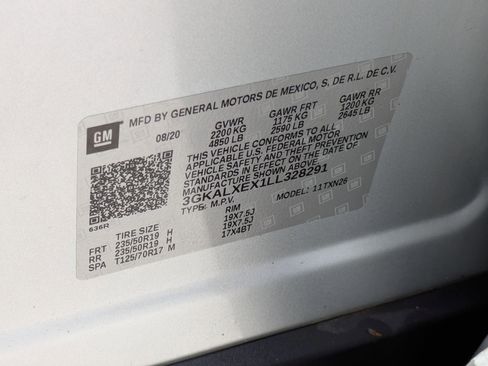 GM
MFD BY GENERAL MOTORS DE MEXICO, S. DE R.L. DE C.V.
08/20 GVWR GAWR FRT GAWR RR
2200 KG 1175 KG 1200 KG
4850 LB 2590 LB 2645 LB
THIS VEHICLE CONFORMS TO ALL
APPLICABLE U.S. FEDERAL MOTOR
VEHICLE SAFETY, BUMPER, AND THEFT
PREVENTION STANDARDS IN EFFECT ON
THE DATE OF MANUFACTURE SHOWN
ABOVE.
3GKALXEX1LL328291
TYPE: M.P.V. MODEL: 11TXN26
636R
TIRE SIZE RIM
FRT 235/50R19 H 19X7.5J
RR 235/50R19 H 19X7.5J
SPA T125/70R17 M 17X4BT